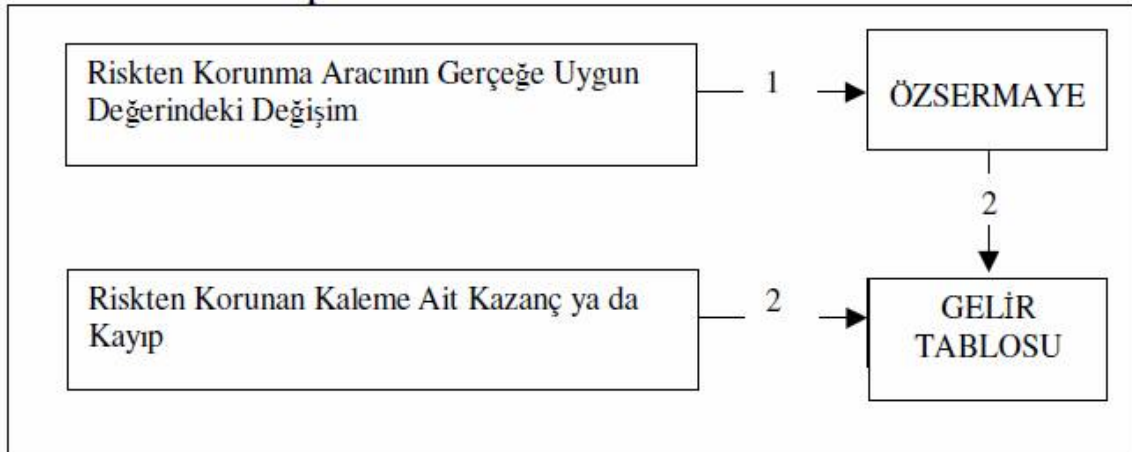 Riskten Korunma Aracının Gerçeğe Uygun
Değerindeki Değişim
1
ÖZSERMAYE
2
Riskten Korunan Kaleme Ait Kazanç ya da
Kayıp
2
GELİR
TABLOSU